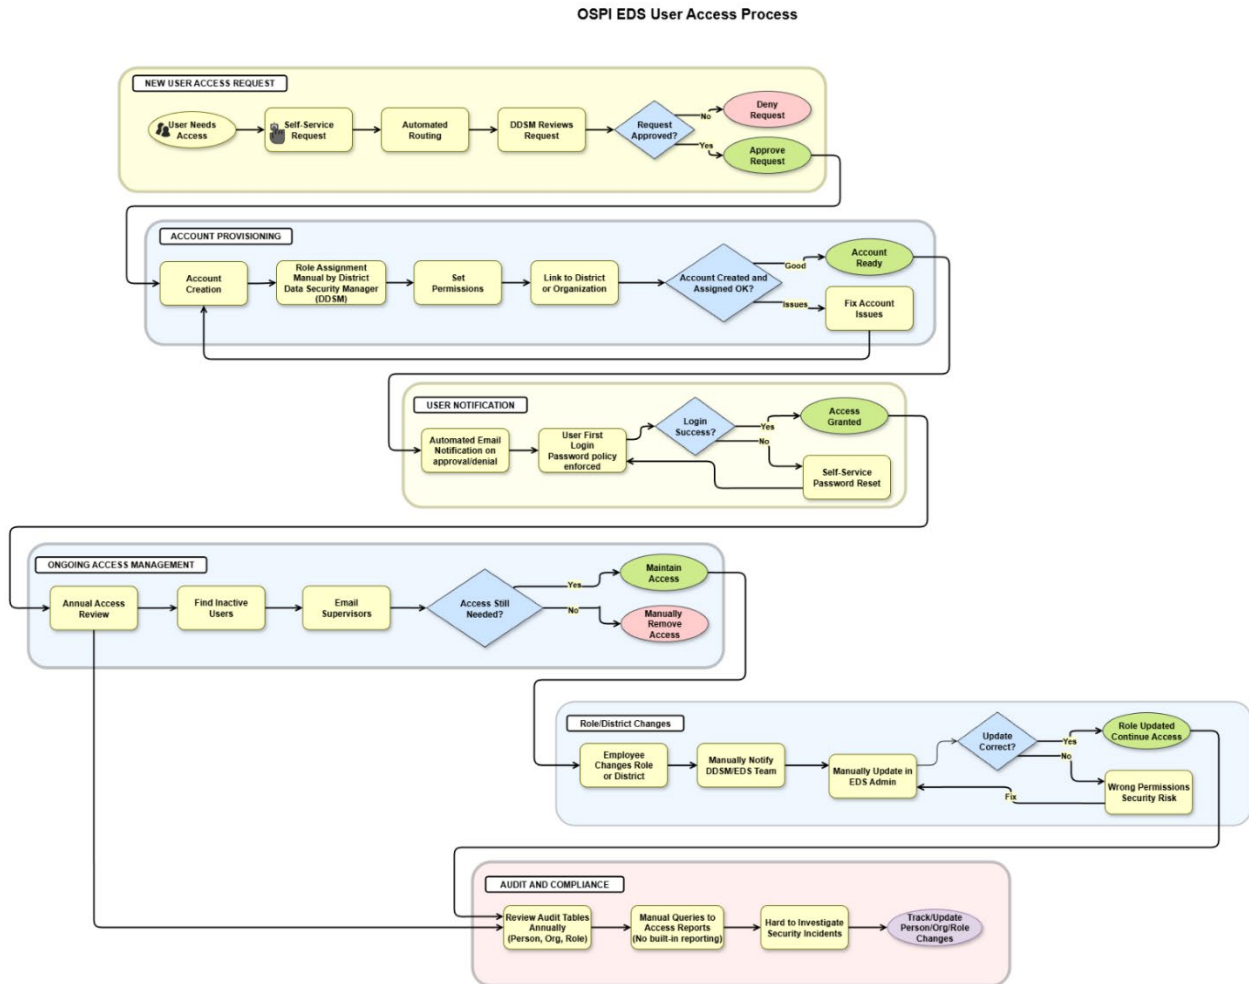 OSPI EDS User Access Process
NEW USER ACCESS REQUEST
User Needs
Access
Self-Service
Request
Automated
Routing
DDSM Reviews
Request
Request
Approved?
No
Deny
Request
Yes
Approve
Request
ACCOUNT PROVISIONING
Account
Creation
Role Assignment
Manual by District
Data Security Manager
(DDSM)
Set
Permissions
Link to District
or Organization
Account Created and
Assigned OK?
Good
Account
Ready
Issues
Fix Account
Issues
USER NOTIFICATION
Automated Email
Notification on
approval/denial
User First
Login
Password policy
enforced
Login
Success?
Yes
Access
Granted
No
Self-Service
Password Reset
ONGOING ACCESS MANAGEMENT
Annual Access
Review
Find Inactive
Users
Email
Supervisors
Access Still
Needed?
Yes
Maintain
Access
No
Manually
Remove
Access
Role/District Changes
Employee
Changes Role
or District
Manually Notify
DDSM/EDS Team
Manually Update in
EDS Admin
Update
Correct?
Yes
Role Updated
Continue Access
No
Wrong Permissions
Security Risk
Fix
AUDIT AND COMPLIANCE
Review Audit Tables
Annually
(Person, Org, Role)
Manual Queries to
Access Reports
(No built-in reporting)
Hard to Investigate
Security Incidents
Track/Update
Person/Org/Role
Changes